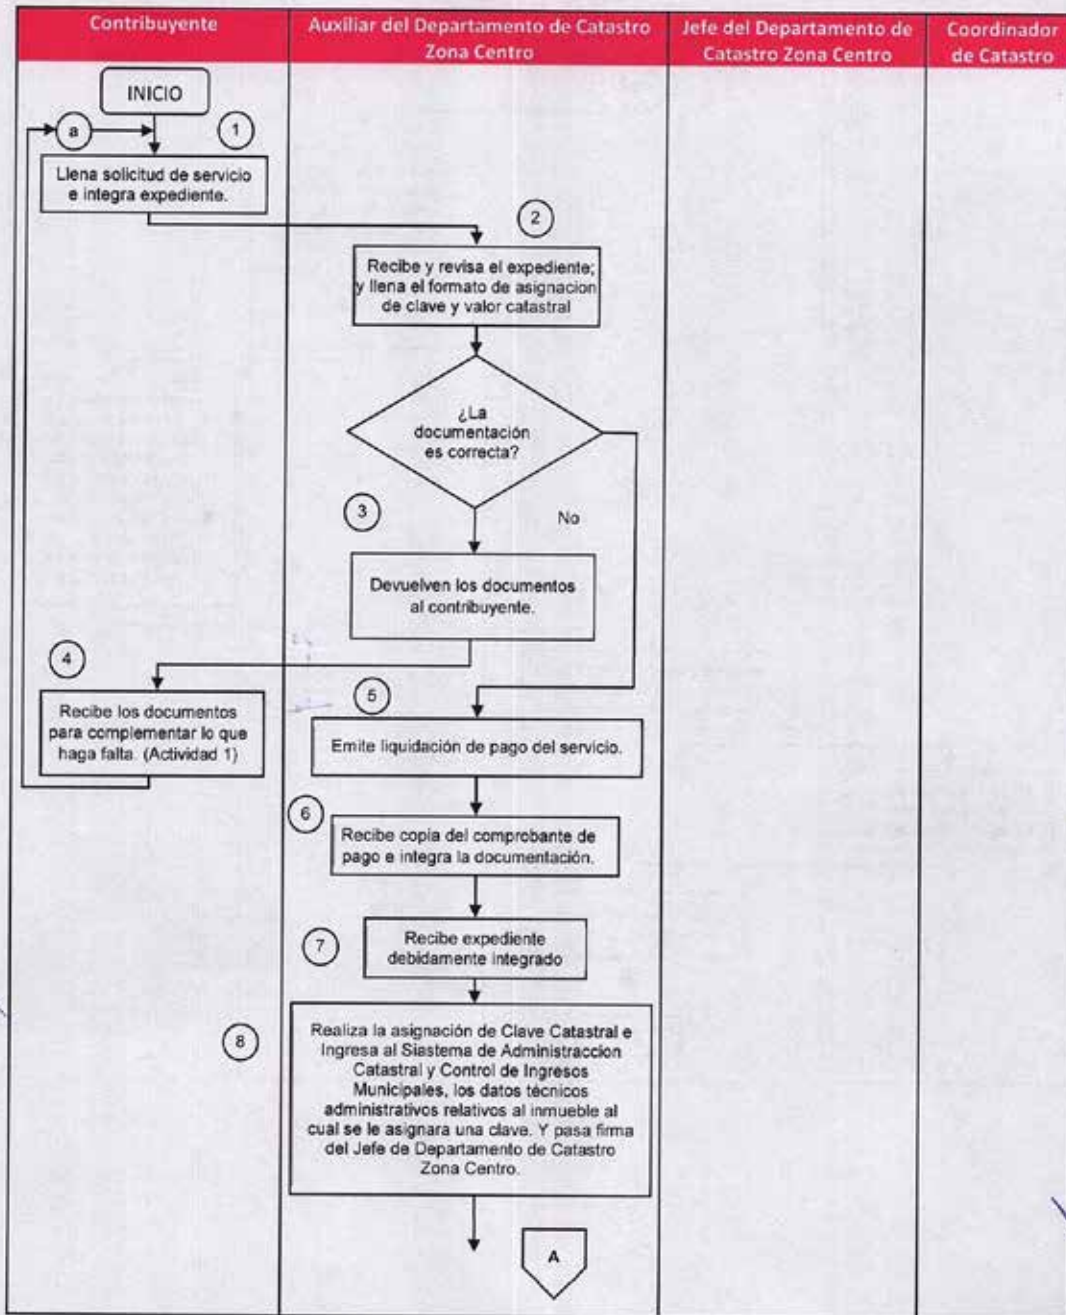 Contribuyente
Auxiliar del Departamento de Catastro
Zona Centro
Jefe del Departamento de
Catastro Zona Centro
Coordinador
de Catastro
INICIO
a
1
Llena solicitud de servicio
e integra expediente.
2
Recibe y revisa el expediente;
y llena el formato de asignacion
de clave y valor catastral
¿La
documentación
es correcta?
3
No
Devuelven los documentos
al contribuyente.
4
Recibe los documentos
para complementar lo que
haga falta. (Actividad 1)
5
Emite liquidación de pago del servicio.
6
Recibe copia del comprobante de
pago e integra la documentación.
7
Recibe expediente
debidamente integrado
8
Realiza la asignación de Clave Catastral e
Ingresa al Siastema de Administraccion
Catastral y Control de Ingresos
Municipales, los datos técnicos
administrativos relativos al inmueble al
cual se le asignara una clave. Y pasa firma
del Jefe de Departamento de Catastro
Zona Centro.
A